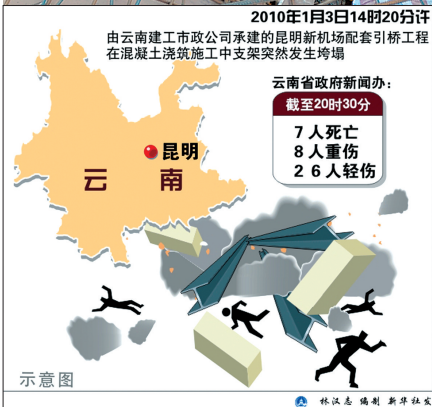 2010年1月3日14时20分许
由云南建工市政公司承建的昆明新机场配套引桥工程
在混凝土浇筑施工中支架突然发生垮塌
云南省政府新闻办：
截至20时30分
7人死亡
8人重伤
26人轻伤
昆明
云 南
示意图
林汉志 编制 新华社发